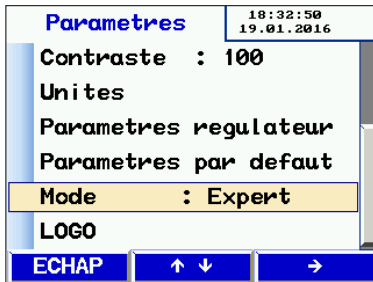 Parametres
18:32:50
19.01.2016
Contraste : 100
Unites
Parametres regulateur
Parametres par defaut
Mode : Expert
LOGO
ECHAP ↑ ↓ →